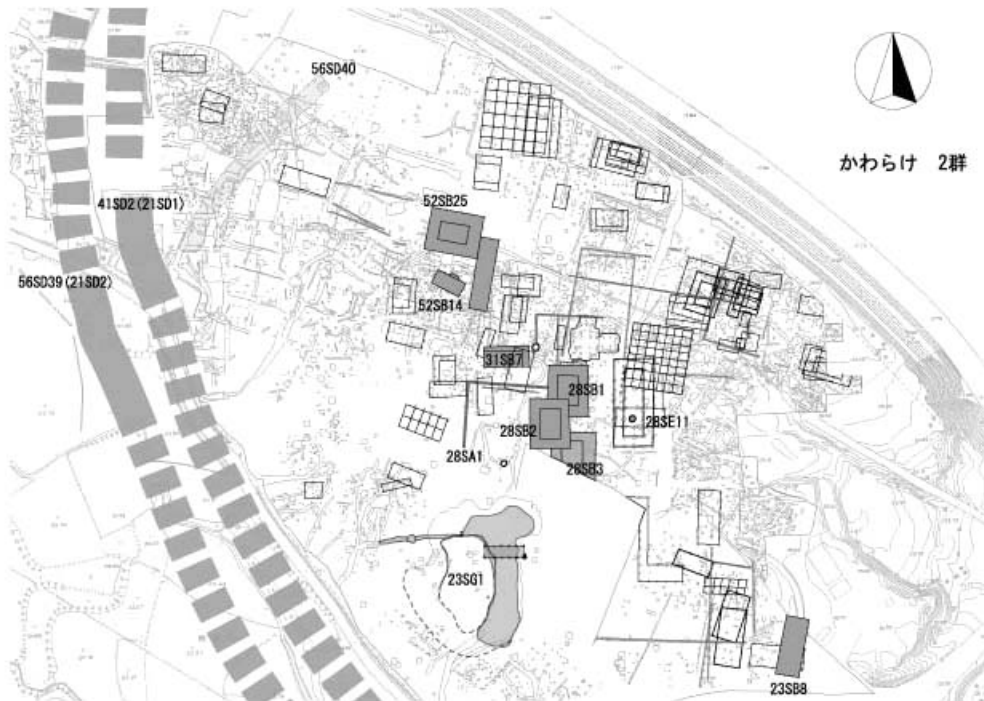 56SD40
かわらけ 2群
41SD2(21SD1)
52SB25
56SD39(21SD2)
52SB14
31SB7
28SB1
28SB2
28SE11
28SA1
28SB3
23SG1
23SB8